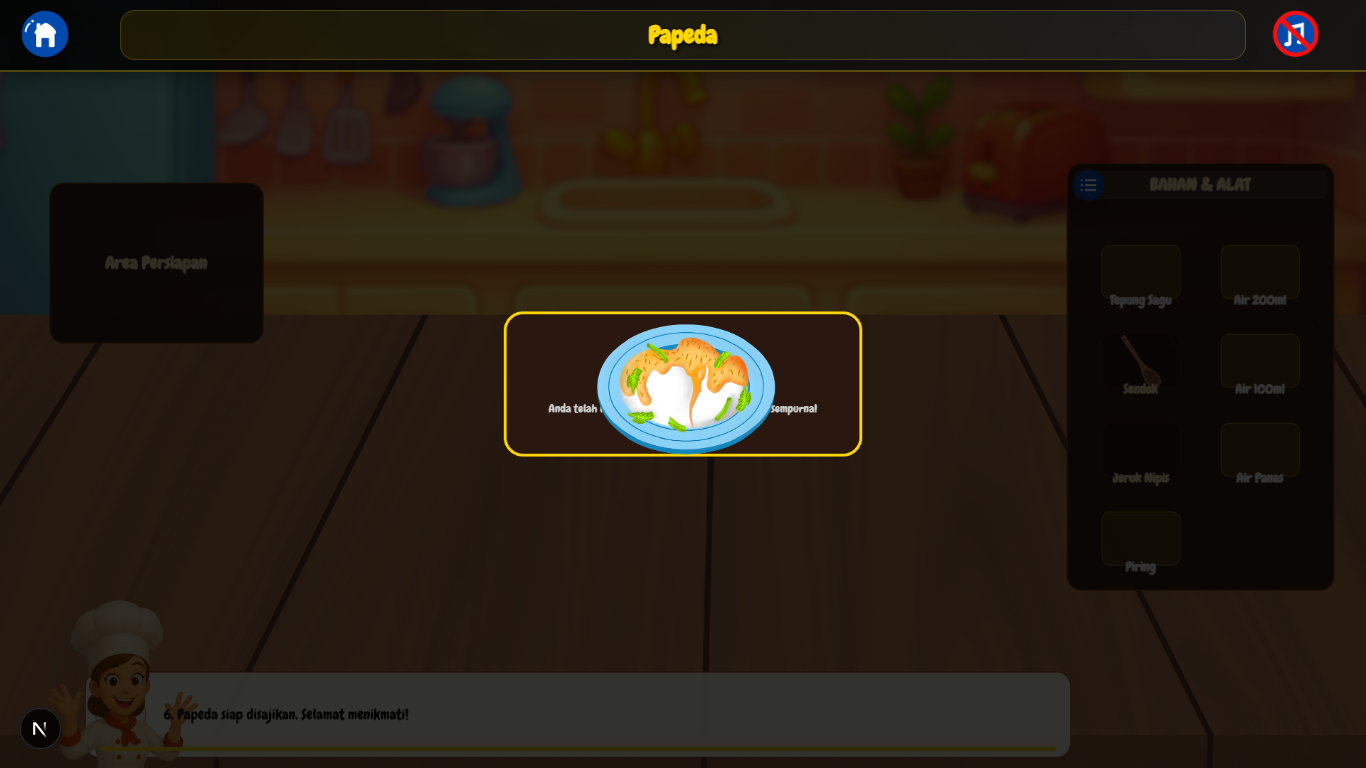 Papeda
BAHAN & ALAT
Area Persiapan
Tepung Sagu
Air 200ml
Sendok
Air 100ml
Anda telah
sempurna!
Jeruk Nipis
Air Panas
Piring
6. Papeda siap disajikan. Selamat menikmati!
N